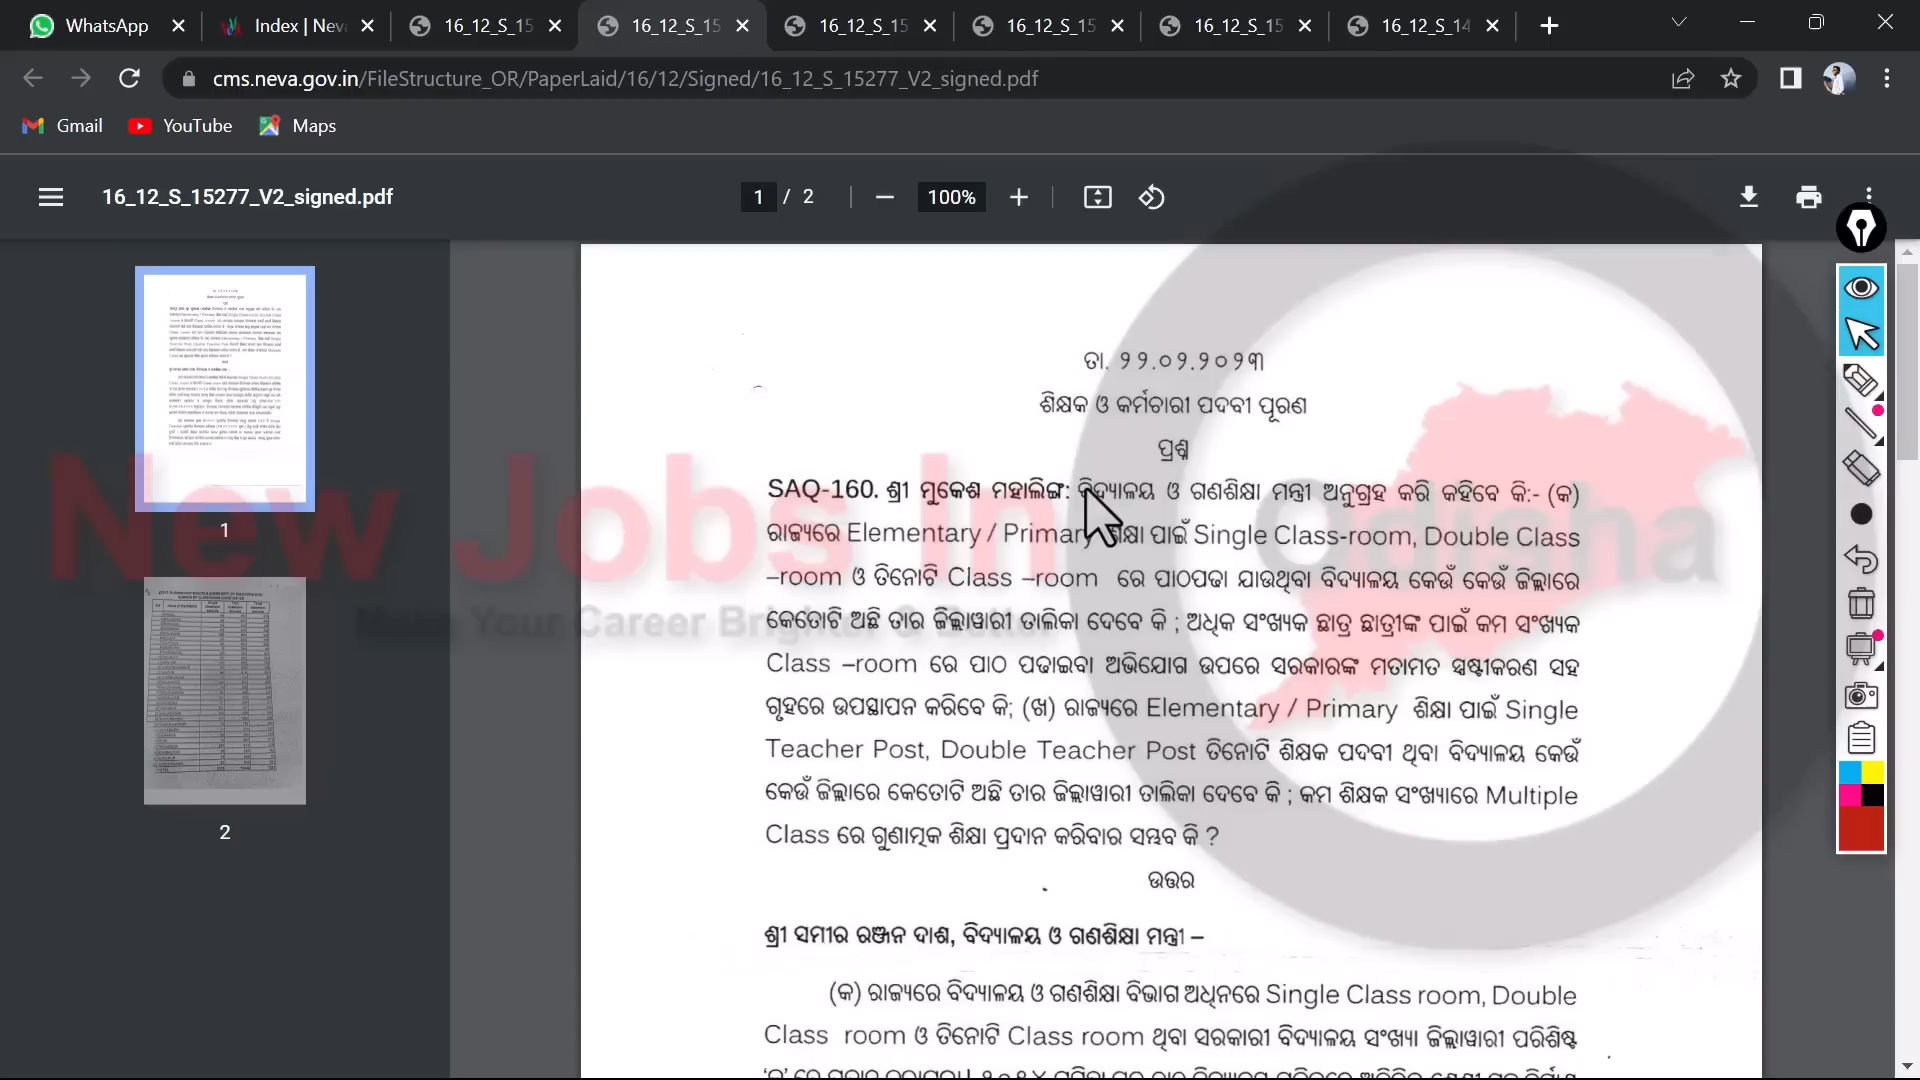 WhatsApp
Index | Nev
16_12_S_15
16_12_S_15
16_12_S_15
16_12_S_15
16_12_S_15
16_12_S_14
cms.neva.gov.in/FileStructure_OR/PaperLaid/16/12/Signed/16_12_S_15277_V2_signed.pdf
Gmail
YouTube
Maps
16_12_S_15277_V2_signed.pdf
1 / 2
100%
1
2
ତା. ୨୨.୦୨.୨୦୨୩
ଶିକ୍ଷକ ଓ କର୍ମଚାରୀ ପଦବୀ ପୂରଣ
ପ୍ରଶ୍ନ
SAQ-160. ଶ୍ରୀ ମୁକେଶ ମହାଲିଙ୍ଗ: ବିଦ୍ୟାଳୟ ଓ ଗଣଶିକ୍ଷା ମନ୍ତ୍ରୀ ଅନୁଗ୍ରହ କରି କହିବେ କି:- (କ)
ରାଜ୍ୟରେ Elementary / Primary ଶିକ୍ଷା ପାଇଁ Single Class-room, Double Class
–room ଓ ତିନୋଟି Class –room ରେ ପାଠପଢା ଯାଉଥିବା ବିଦ୍ୟାଳୟ କେଉଁ କେଉଁ ଜିଲ୍ଲାରେ
କେତୋଟି ଅଛି ତାର ଜିଲ୍ଲାୱାରୀ ତାଲିକା ଦେବେ କି ; ଅଧିକ ସଂଖ୍ୟକ ଛାତ୍ର ଛାତ୍ରୀଙ୍କ ପାଇଁ କମ ସଂଖ୍ୟକ
Class –room ରେ ପାଠ ପଢାଇବା ଅଭିଯୋଗ ଉପରେ ସରକାରଙ୍କ ମତାମତ ସ୍ପଷ୍ଟୀକରଣ ସହ
ଗୃହରେ ଉପସ୍ଥାପନ କରିବେ କି; (ଖ) ରାଜ୍ୟରେ Elementary / Primary ଶିକ୍ଷା ପାଇଁ Single
Teacher Post, Double Teacher Post ତିନୋଟି ଶିକ୍ଷକ ପଦବୀ ଥିବା ବିଦ୍ୟାଳୟ କେଉଁ
କେଉଁ ଜିଲ୍ଲାରେ କେତୋଟି ଅଛି ତାର ଜିଲ୍ଲାୱାରୀ ତାଲିକା ଦେବେ କି ; କମ ଶିକ୍ଷକ ସଂଖ୍ୟାରେ Multiple
Class ରେ ଗୁଣାତ୍ମକ ଶିକ୍ଷା ପ୍ରଦାନ କରିବାର ସମ୍ଭବ କି ?
ଉତ୍ତର
ଶ୍ରୀ ସମୀର ରଞ୍ଜନ ଦାଶ, ବିଦ୍ୟାଳୟ ଓ ଗଣଶିକ୍ଷା ମନ୍ତ୍ରୀ –
(କ) ରାଜ୍ୟରେ ବିଦ୍ୟାଳୟ ଓ ଗଣଶିକ୍ଷା ବିଭାଗ ଅଧିନରେ Single Class room, Double
Class room ଓ ତିନୋଟି Class room ଥିବା ସରକାରୀ ବିଦ୍ୟାଳୟ ସଂଖ୍ୟା ଜିଲ୍ଲାୱାରୀ ପରିଶିଷ୍ଟ
New Jobs In Odisha
Make Your Career Brighter & Better